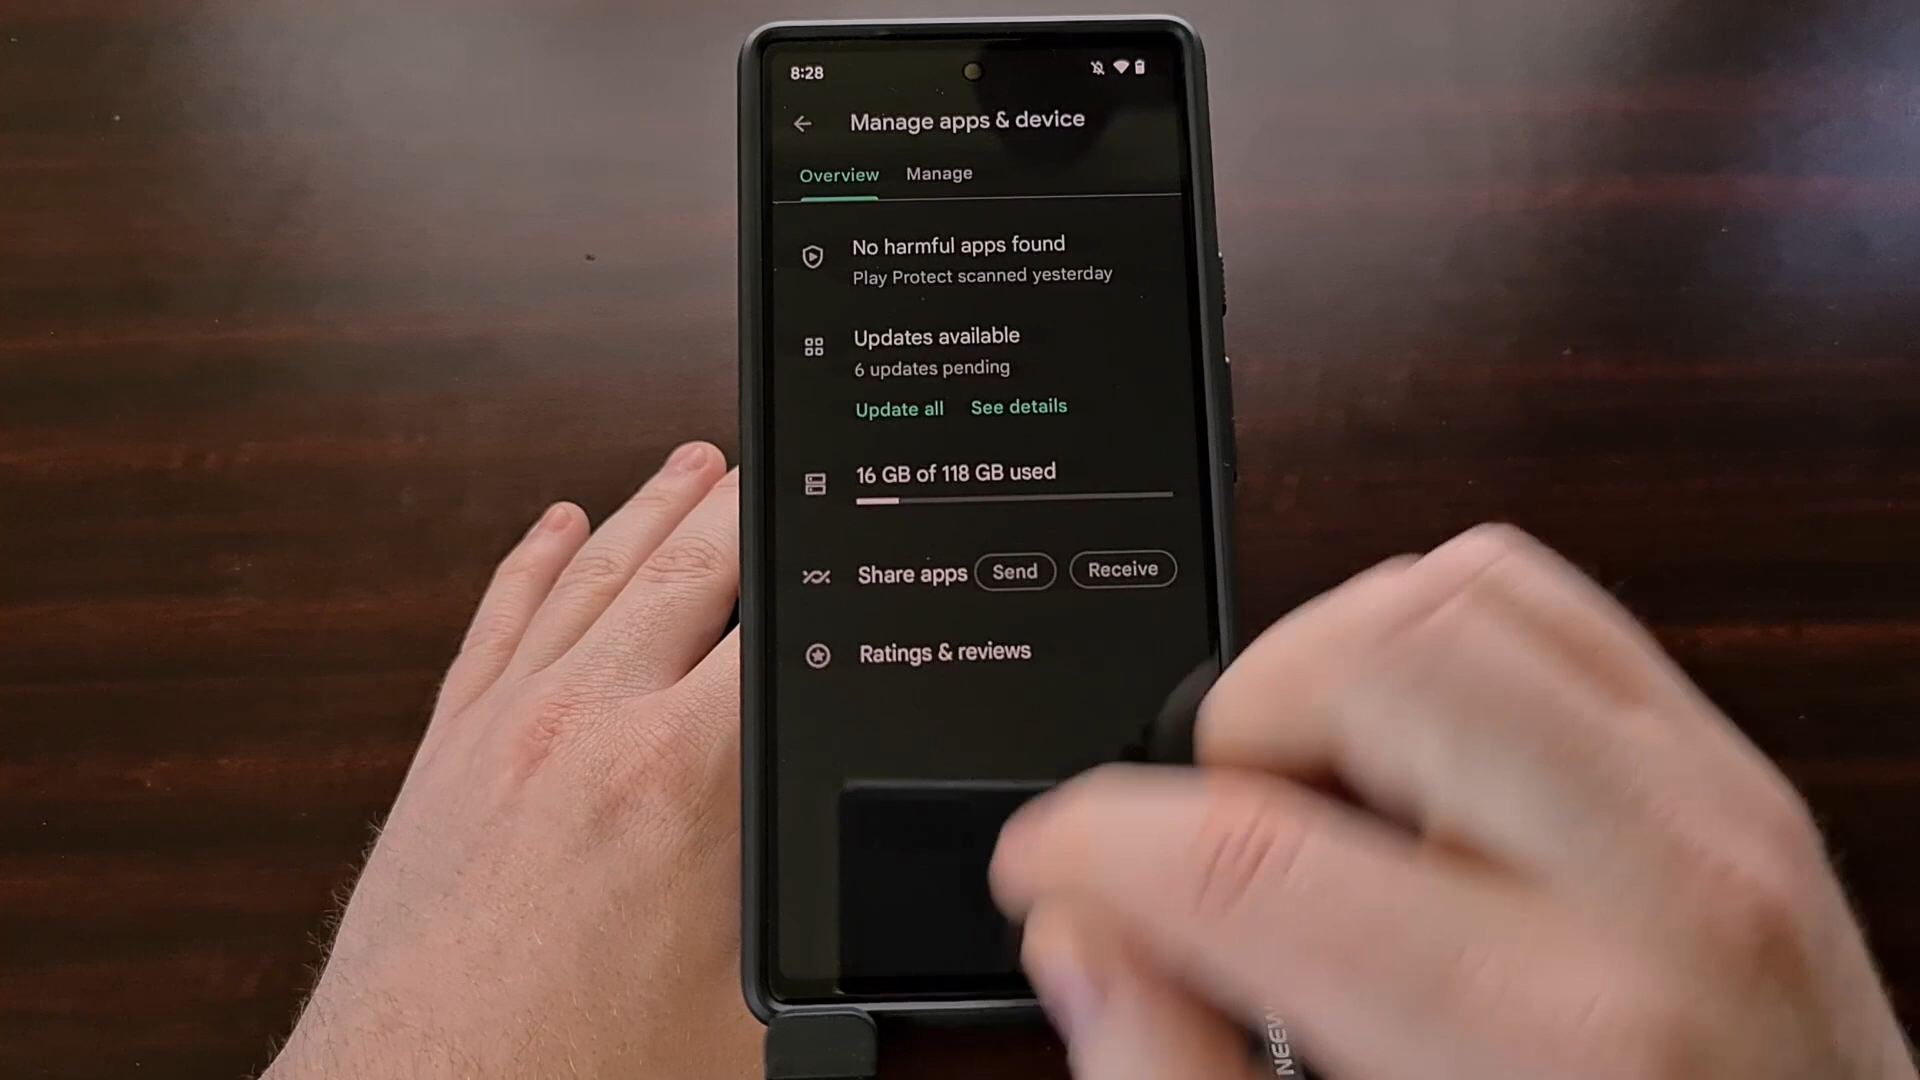 8:28
Manage apps & device
Overview Manage
No harmful apps found
Play Protect scanned yesterday
Updates available
6 updates pending
Update all See details
16 GB of 118 GB used
Share apps Send Receive
Ratings & reviews
NEEW